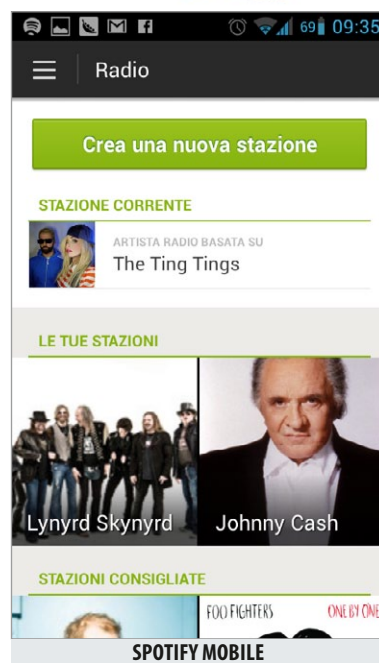 69 09:35
Radio
Crea una nuova stazione
STAZIONE CORRENTE
ARTISTA RADIO BASATA SU
The Ting Tings
LE TUE STAZIONI
Lynyrd Skynyrd
Johnny Cash
STAZIONI CONSIGLIATE
FOO FIGHTERS ONE BY ONE
SPOTIFY MOBILE